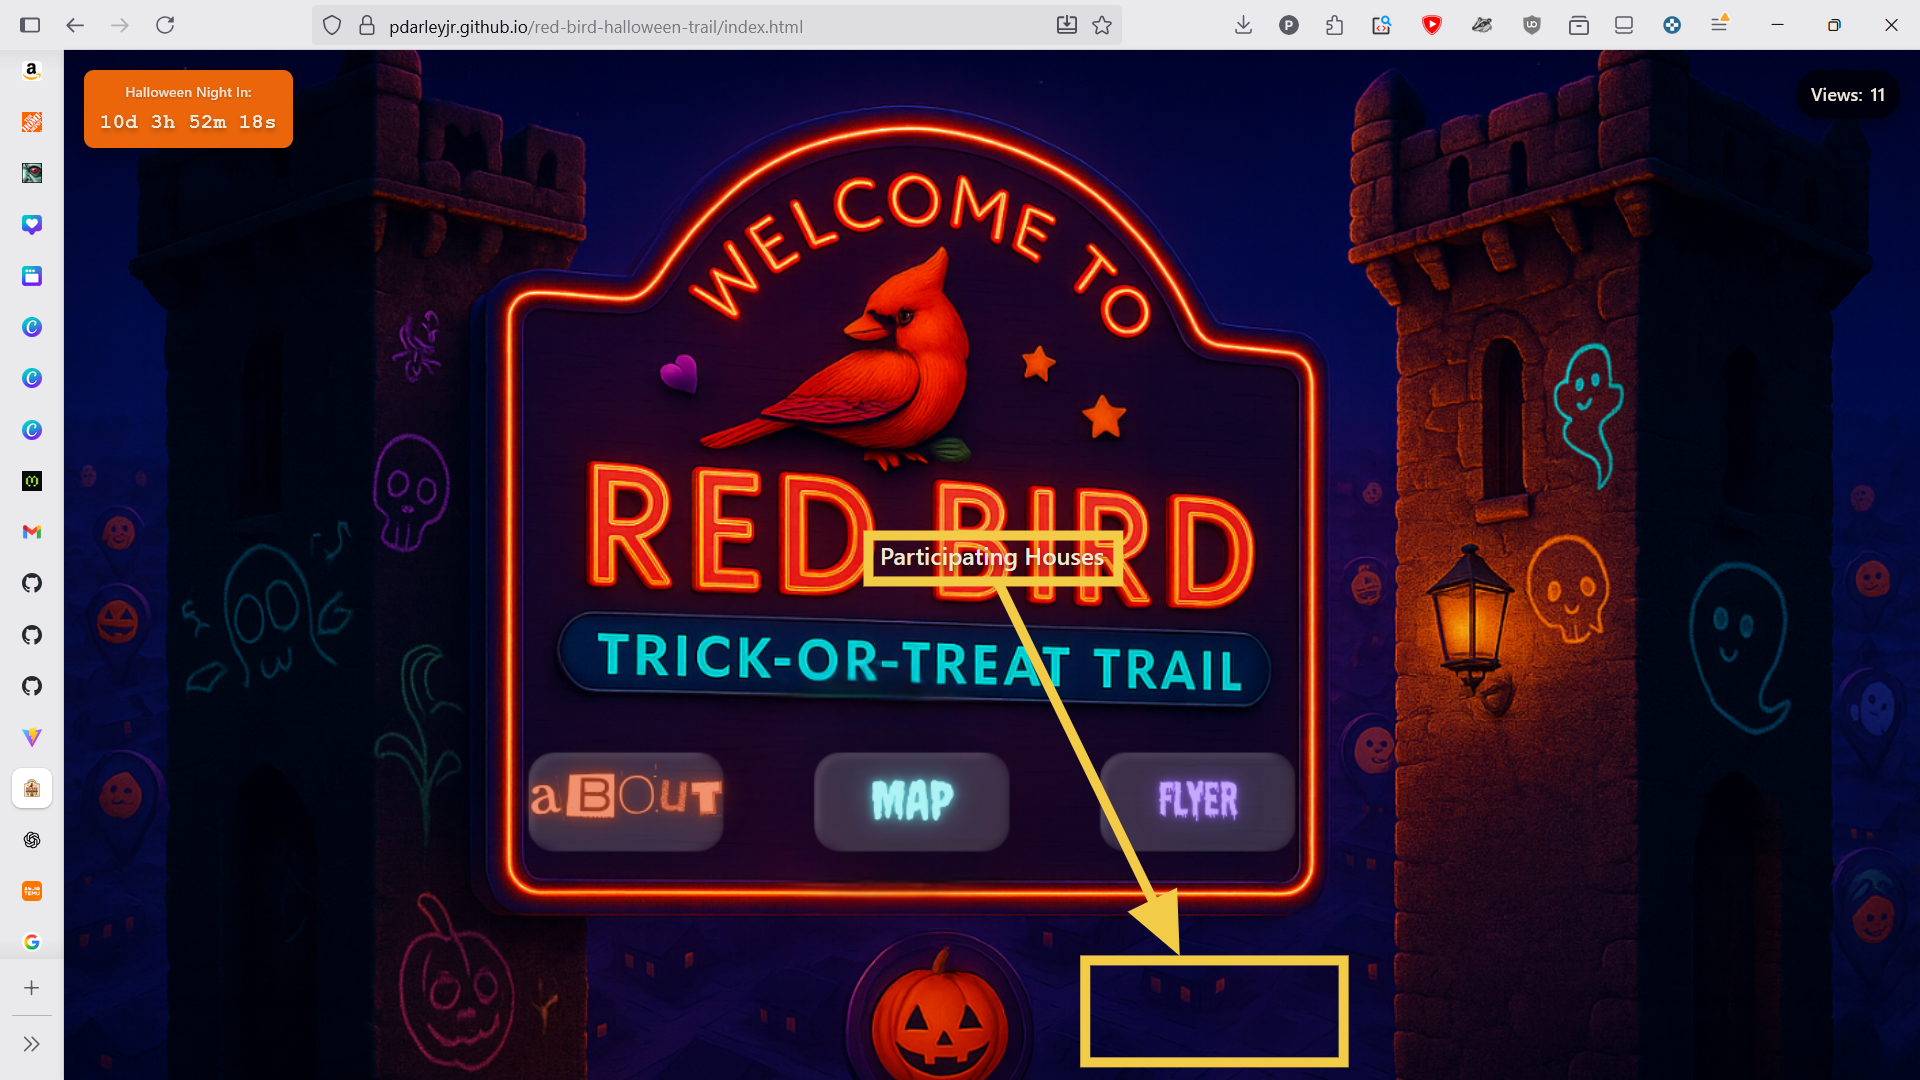 pdarleyjr.github.io/red-bird-halloween-trail/index.html
Halloween Night In:
10d 3h 52m 18s
Views: 11
WELCOME TO
RED BIRD
Participating Houses
TRICK-OR-TREAT TRAIL
aBOuT
MAP
FLYER